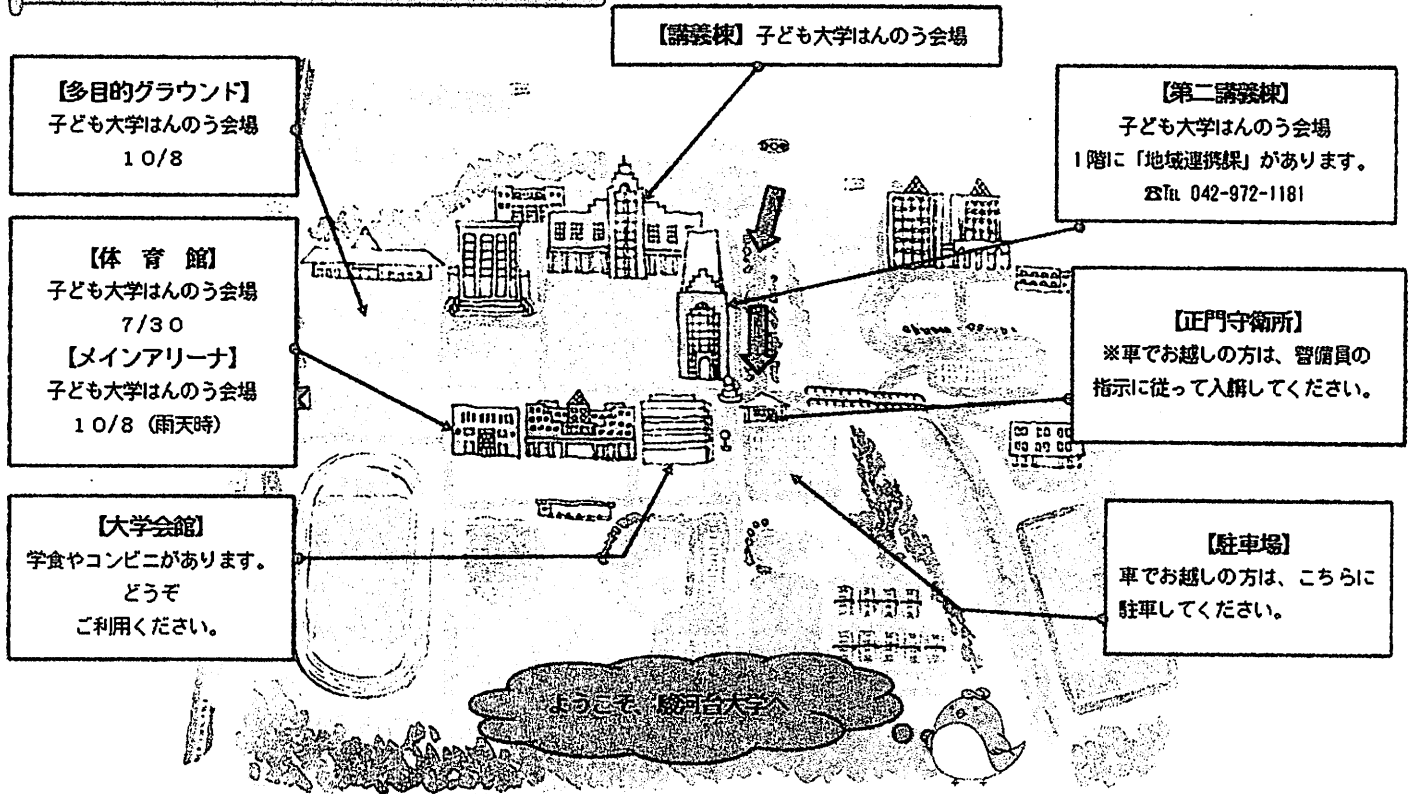 【講義棟】子ども大学はんのう会場
【多目的グラウンド】
子ども大学はんのう会場
10/8
【第二講義棟】
子ども大学はんのう会場
1階に「地域連携課」があります。
☎TEL 042-972-1181
【体 育 館】
子ども大学はんのう会場
7/30
【メインアリーナ】
子ども大学はんのう会場
10/8（雨天時）
【正門守衛所】
※車でお越しの方は、警備員の
指示に従って入構してください。
【大学会館】
学食やコンビニがあります。
どうぞ
ご利用ください。
【駐車場】
車でお越しの方は、こちらに
駐車してください。
ようこそ 駿河台大学へ